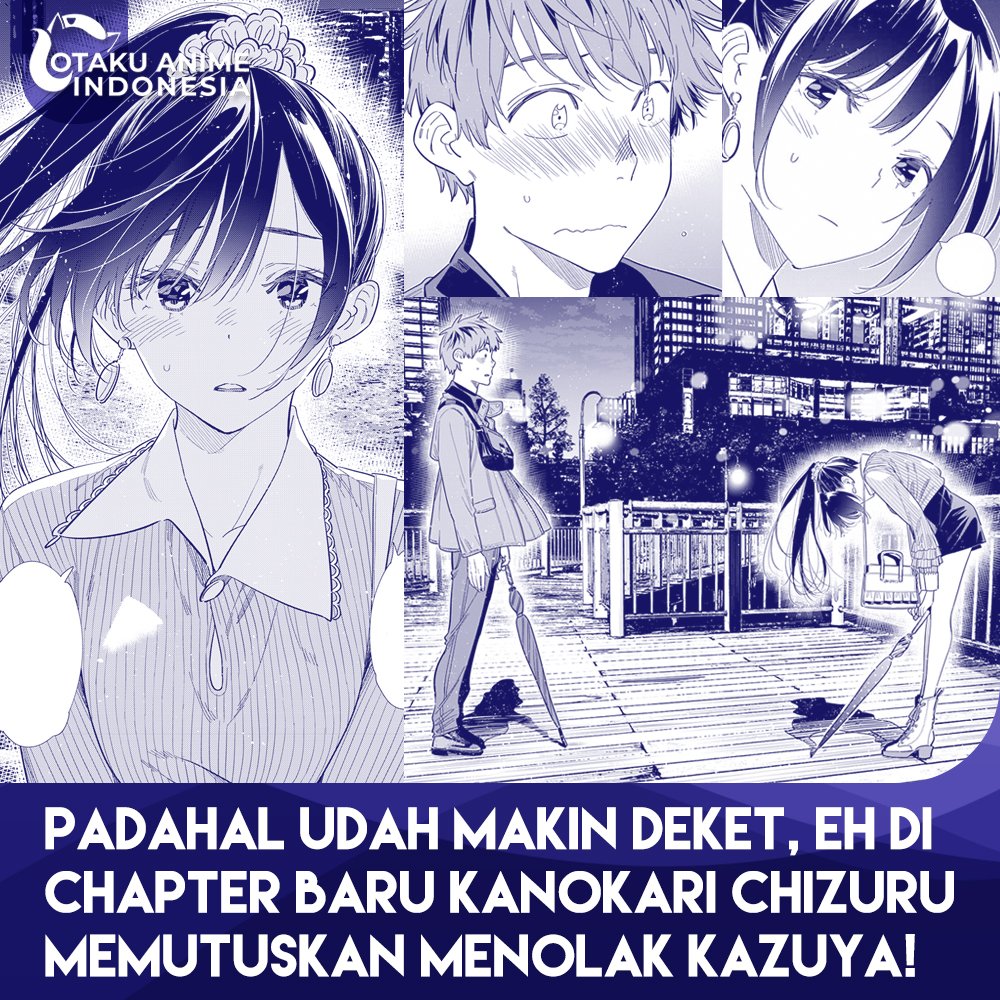 OTAKU ANIME
INDONESIA
PADAHAL UDAH MAKIN DEKET, EH DI
CHAPTER BARU KANOKARI CHIZURU
MEMUTUSKAN MENOLAK KAZUYA!